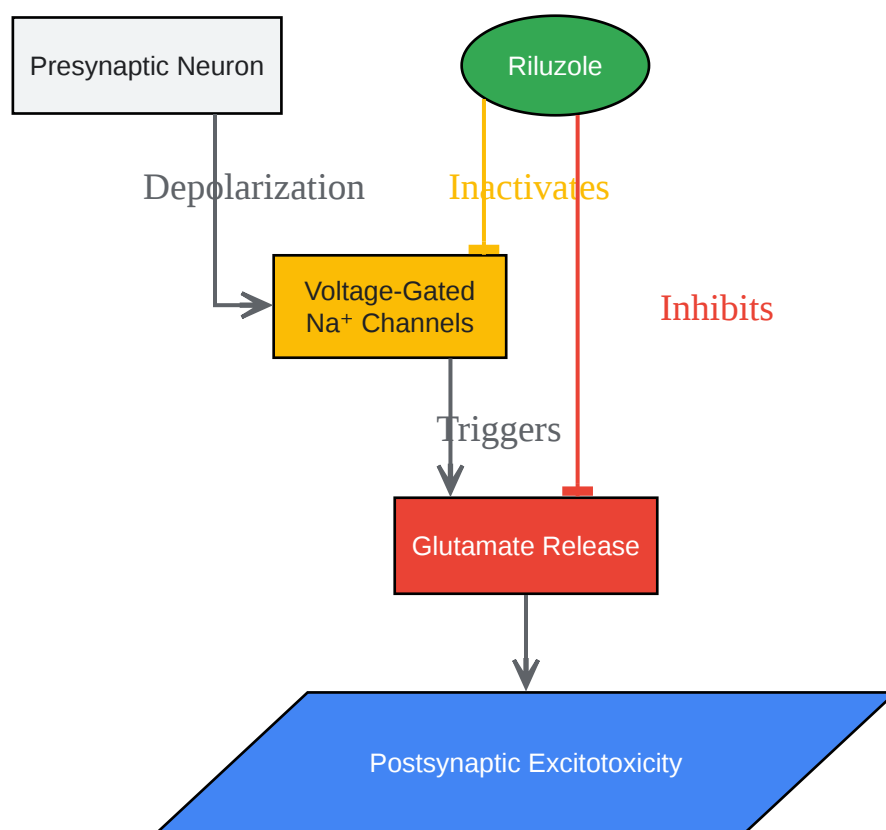 Presynaptic Neuron
Riluzole
Depolarization
Inactivates
Voltage-Gated
Na⁺ Channels
Inhibits
Triggers
Glutamate Release
Postsynaptic Excitotoxicity